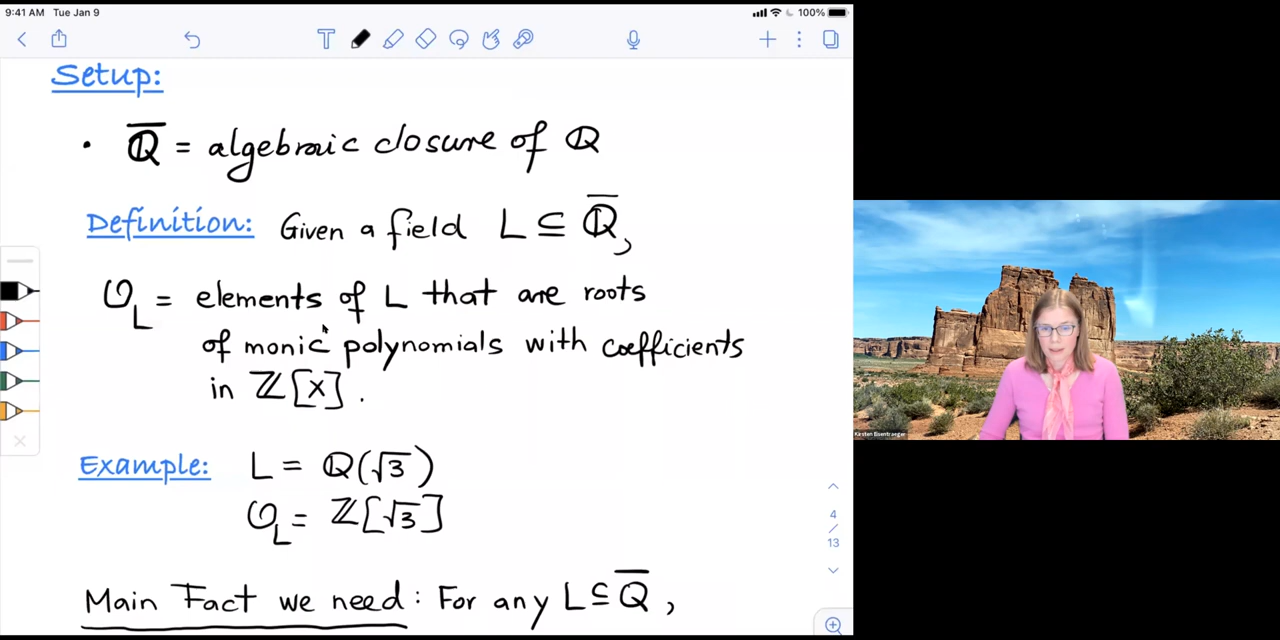 9:41 AM Tue Jan 9
100%
Setup:
• Q̅ = algebraic closure of ℚ
Definition: Given a field L ⊆ Q̅,
𝒪_L = elements of L that are roots
of monic polynomials with coefficients
in ℤ[x].
Example: L = ℚ(√3)
𝒪_L = ℤ[√3]
4
/
13
Main Fact we need: For any L ⊆ Q̅,
Kirsten Eisentraeger